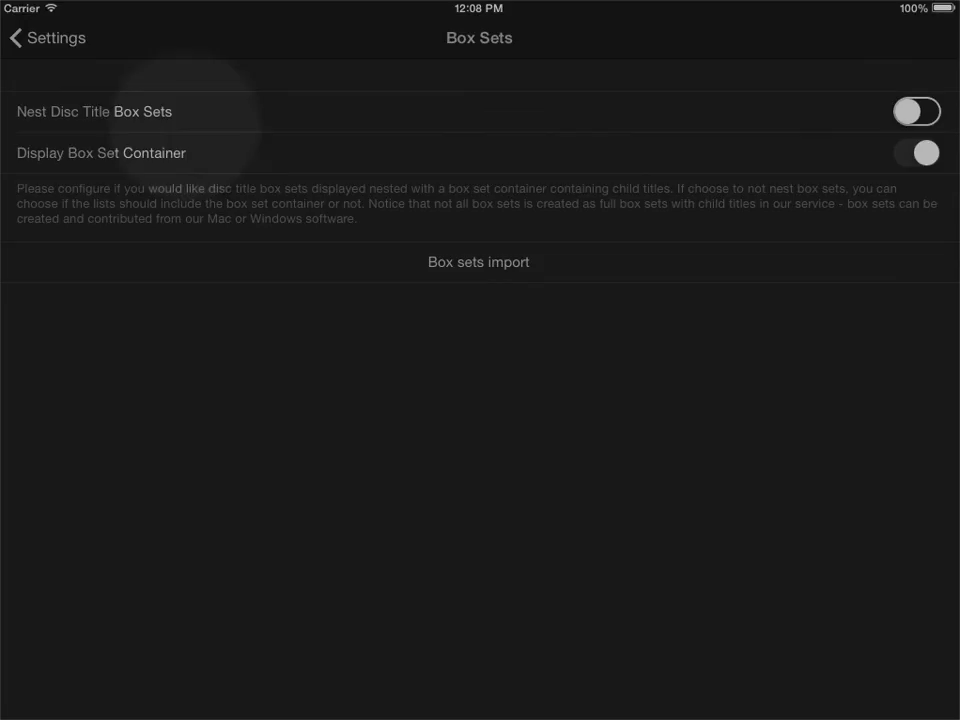 Carrier 12:08 PM 100%
Settings Box Sets
Nest Disc Title Box Sets
Display Box Set Container
Please configure if you would like disc title box sets displayed nested with a box set container containing child titles. If choose to not nest box sets, you can
choose if the lists should include the box set container or not. Notice that not all box sets is created as full box sets with child titles in our service - box sets can be
created and contributed from our Mac or Windows software.
Box sets import